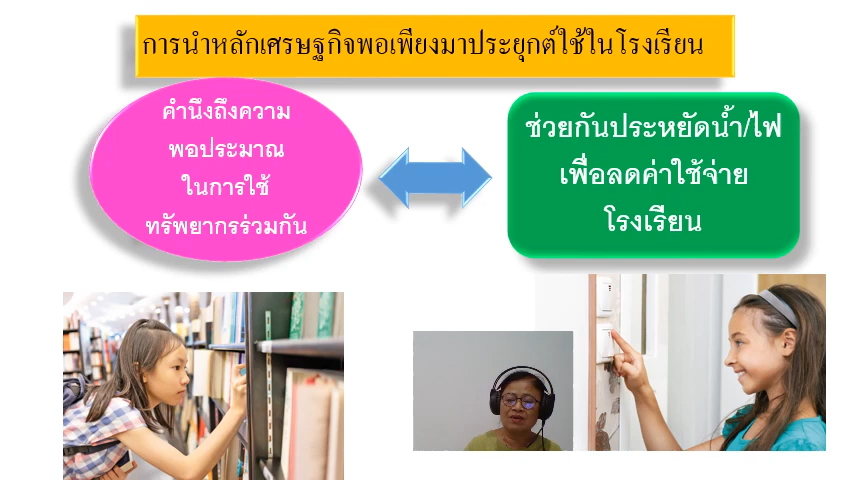 การนำหลักเศรษฐกิจพอเพียงมาประยุกต์ใช้ในโรงเรียน
คำนึงถึงความ
พอประมาณ
ในการใช้
ทรัพยากรร่วมกัน
ช่วยกันประหยัดน้ำ/ไฟ
เพื่อลดค่าใช้จ่าย
โรงเรียน